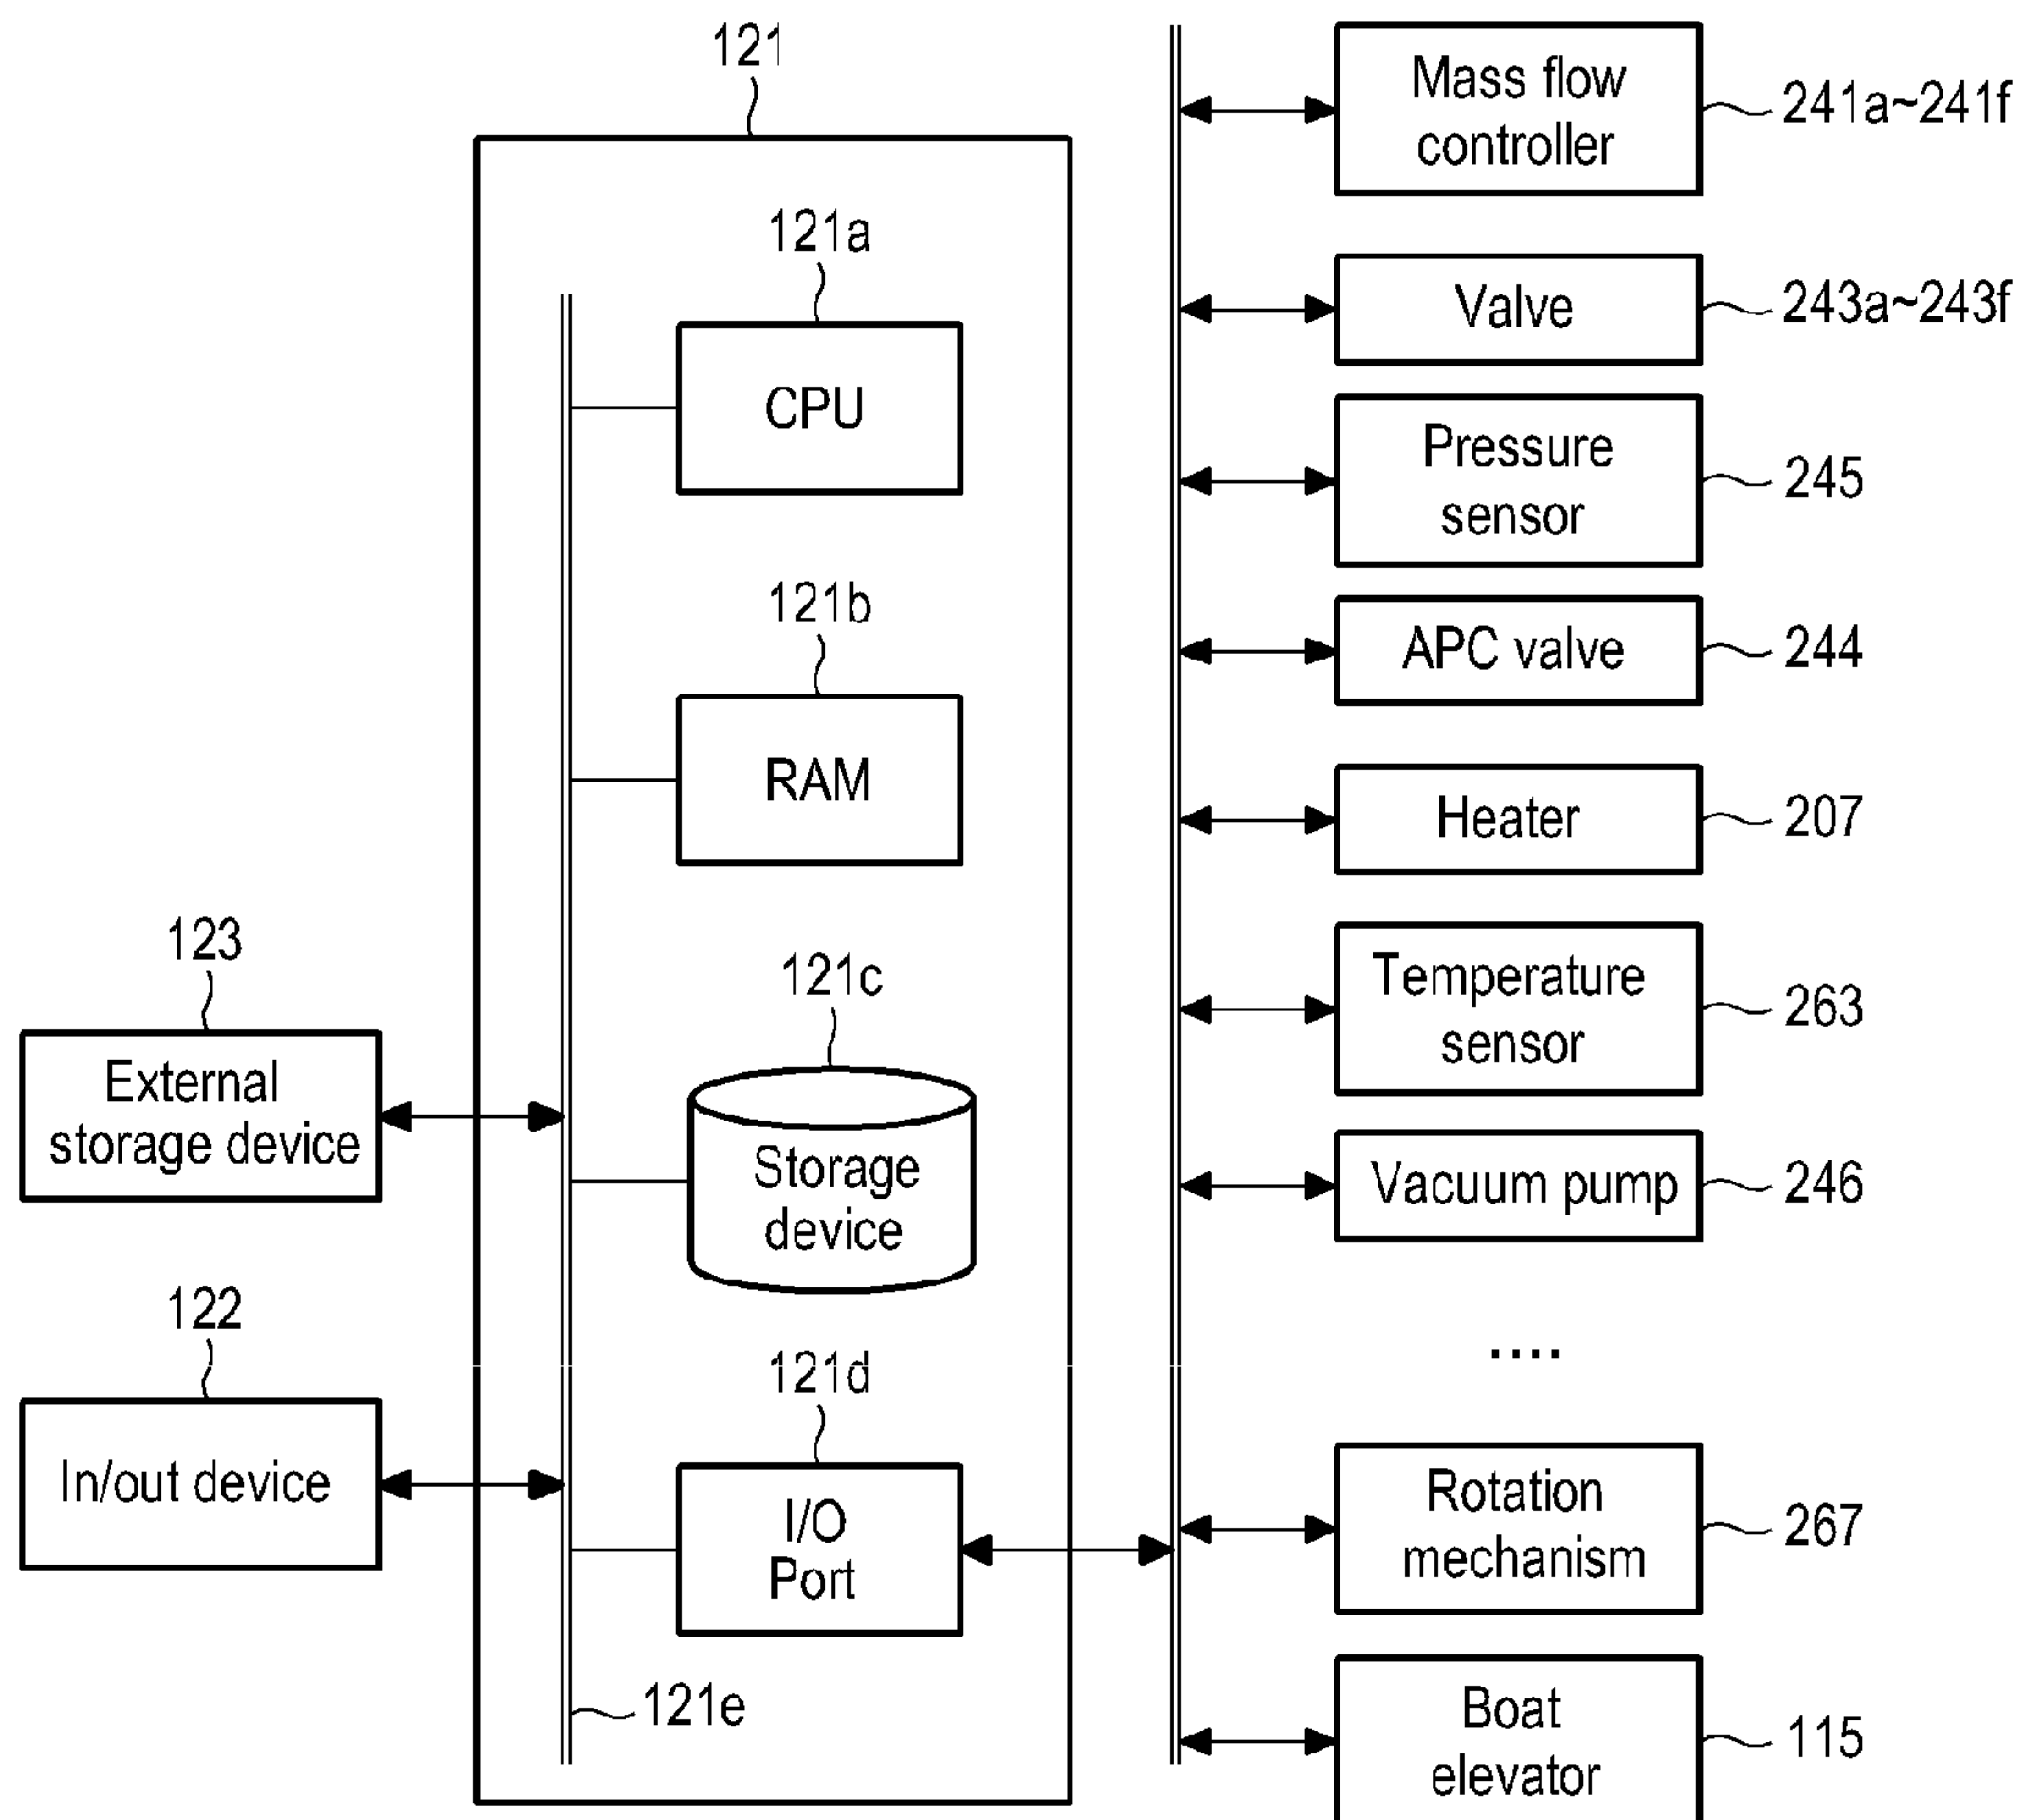 121
121a
CPU
121b
RAM
121c
Storage
device
121d
I/O
Port
121e
123
External
storage device
122
In/out device
Mass flow
controller
241a~241f
Valve
243a~243f
Pressure
sensor
245
APC valve
244
Heater
207
Temperature
sensor
263
Vacuum pump
246
....
Rotation
mechanism
267
Boat
elevator
115